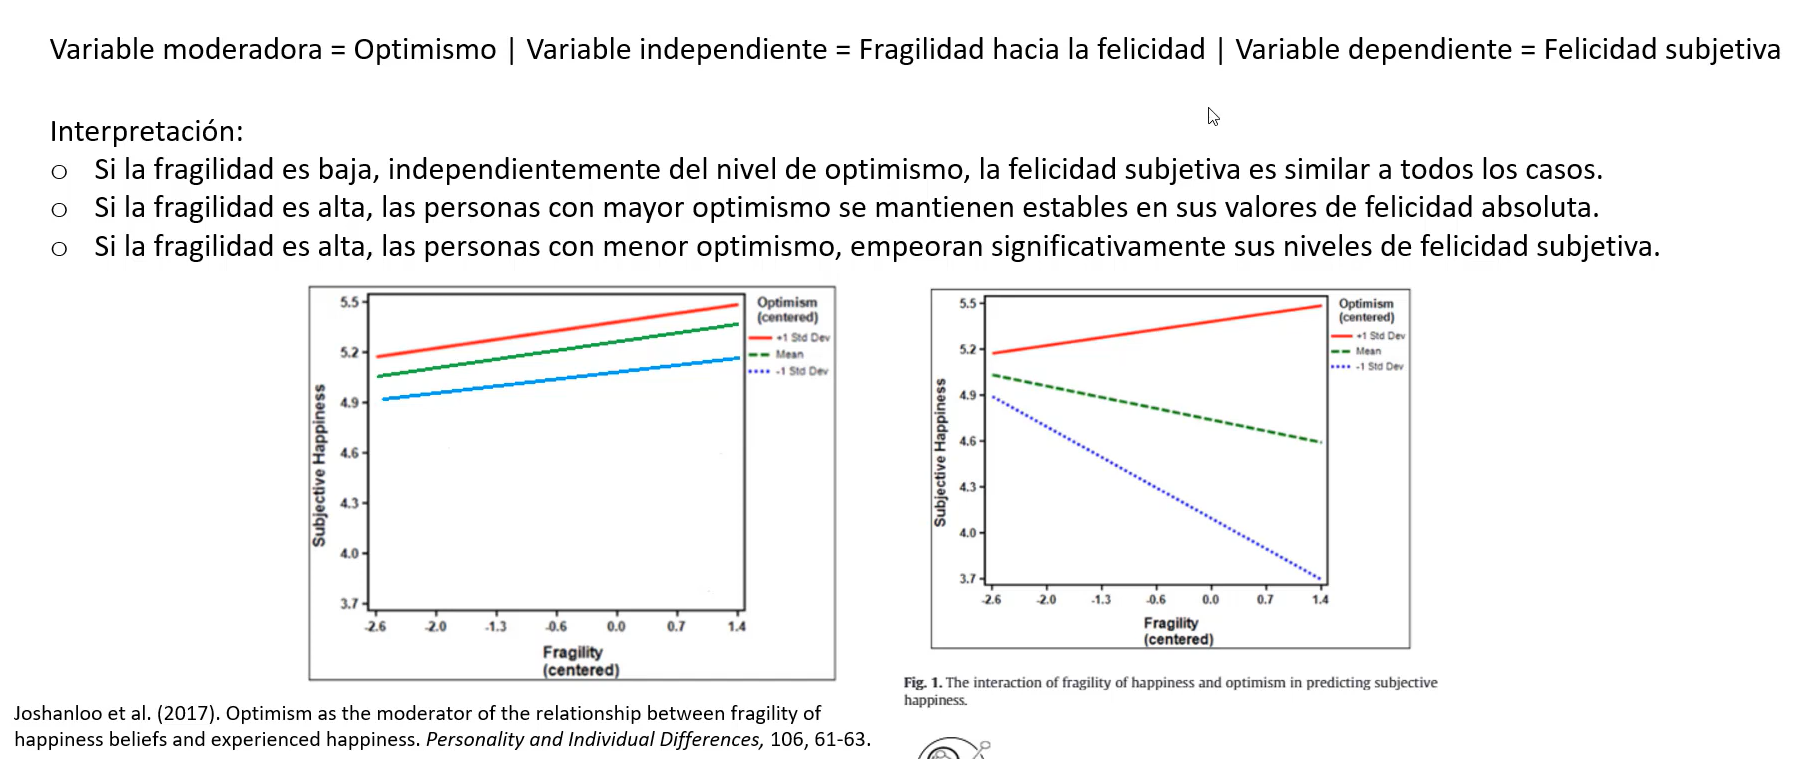 Variable moderadora = Optimismo | Variable independiente = Fragilidad hacia la felicidad | Variable dependiente = Felicidad subjetiva
Interpretación:
o Si la fragilidad es baja, independientemente del nivel de optimismo, la felicidad subjetiva es similar a todos los casos.
o Si la fragilidad es alta, las personas con mayor optimismo se mantienen estables en sus valores de felicidad absoluta.
o Si la fragilidad es alta, las personas con menor optimismo, empeoran significativamente sus niveles de felicidad subjetiva.
Subjective Happiness
5.5
5.2
4.9
4.6
4.3
4.0
3.7
-2.6 -2.0 -1.3 -0.6 0.0 0.7 1.4
Fragility
(centered)
Optimism
(centered)
+1 Std Dev
Mean
-1 Std Dev
Subjective Happiness
5.5
5.2
4.9
4.6
4.3
4.0
3.7
-2.6 -2.0 -1.3 -0.6 0.0 0.7 1.4
Fragility
(centered)
Optimism
(centered)
+1 Std Dev
Mean
-1 Std Dev
Fig. 1. The interaction of fragility of happiness and optimism in predicting subjective
happiness.
Joshanloo et al. (2017). Optimism as the moderator of the relationship between fragility of
happiness beliefs and experienced happiness. Personality and Individual Differences, 106, 61-63.